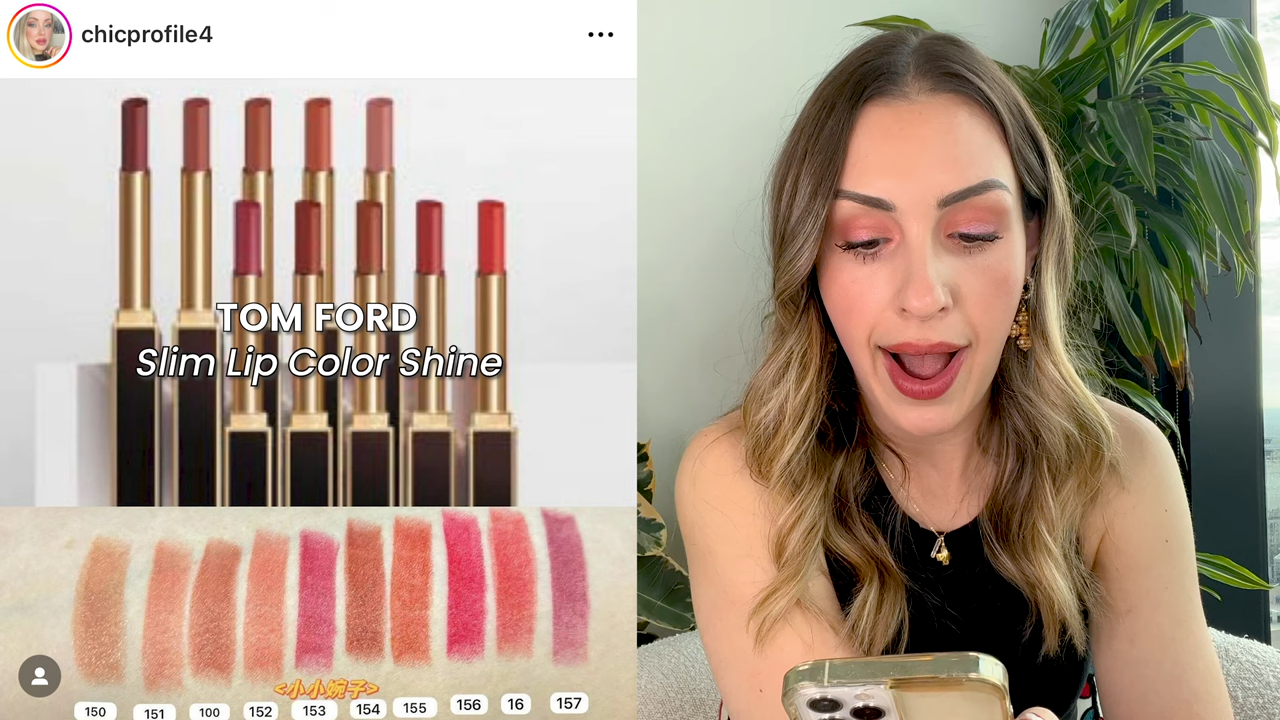 chicprofile4
TOM FORD
Slim Lip Color Shine
<小小婉子>
150 151 100 152 153 154 155 156 16 157